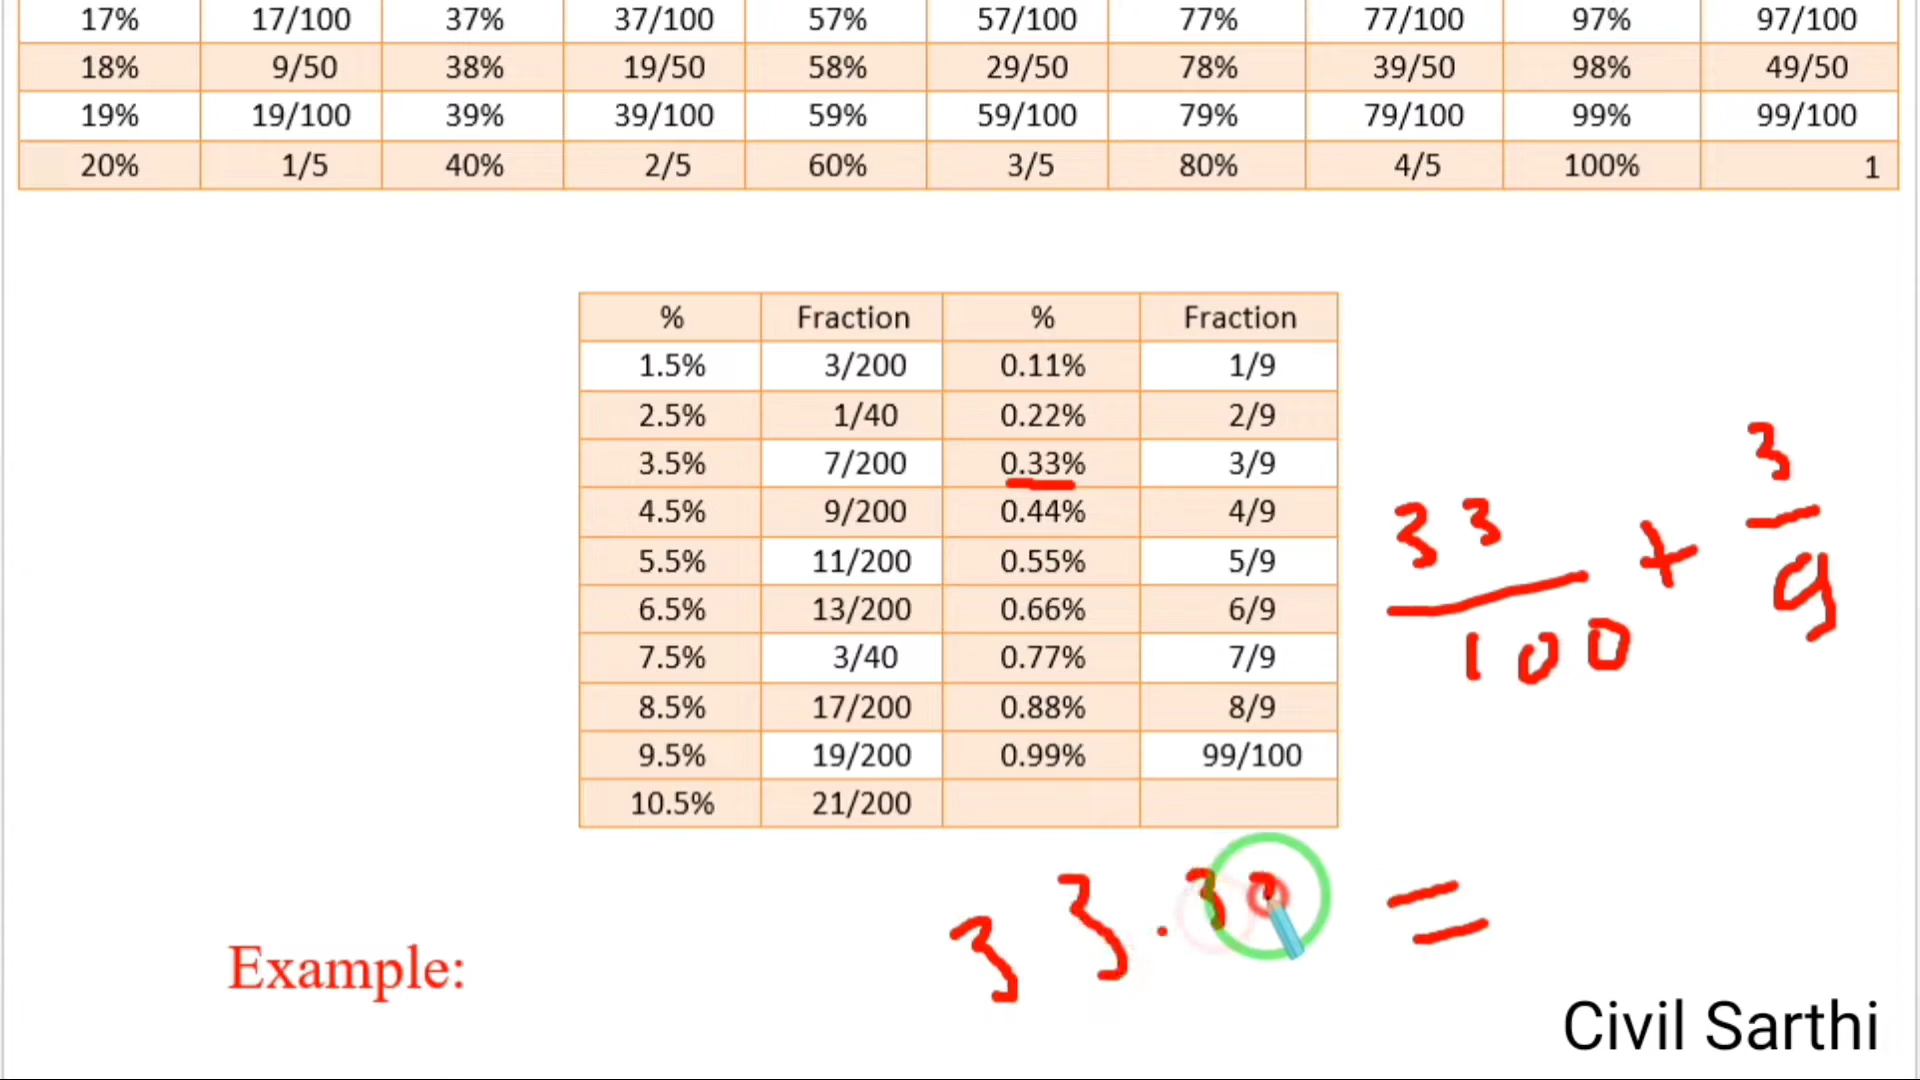 17% 17/100 37% 37/100 57% 57/100 77% 77/100 97% 97/100
18% 9/50 38% 19/50 58% 29/50 78% 39/50 98% 49/50
19% 19/100 39% 39/100 59% 59/100 79% 79/100 99% 99/100
20% 1/5 40% 2/5 60% 3/5 80% 4/5 100% 1
% Fraction % Fraction
1.5% 3/200 0.11% 1/9
2.5% 1/40 0.22% 2/9
3.5% 7/200 0.33% 3/9
4.5% 9/200 0.44% 4/9
5.5% 11/200 0.55% 5/9
6.5% 13/200 0.66% 6/9
7.5% 3/40 0.77% 7/9
8.5% 17/200 0.88% 8/9
9.5% 19/200 0.99% 99/100
10.5% 21/200
33/100 + 3/9
33.33 =
Example:
Civil Sarthi